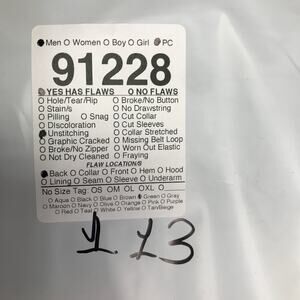 Men O Women O Boy O Girl PC
91228
YES HAS FLAWS O NO FLAWS
O Hole/Tear/Rip O Broke/No Button
O Stain/s O No Dravstring
O Pilling O Snag O Cut Collar
O Discoloration O Cut Sleeves
Unstitching O Collar Stretched
O Graphic Cracked O Missing Belt Loop
O Broke/No Zipper O Worn Out Elastic
O Not Dry Cleaned O Fraying
FLAW LOCATION/S
Back O Collar O Front O Hem O Hood
O Lining O Seam O Sleeve O Underarm
No Size Tag: OS OM OL OXL O
O Aqua O Black O Blue O Brown Green O Gray
O Maroon O Navy O Olive O Orange O Pink O Purple
O Red O Teal O White O Yellow O Tan/Beige
1 L3